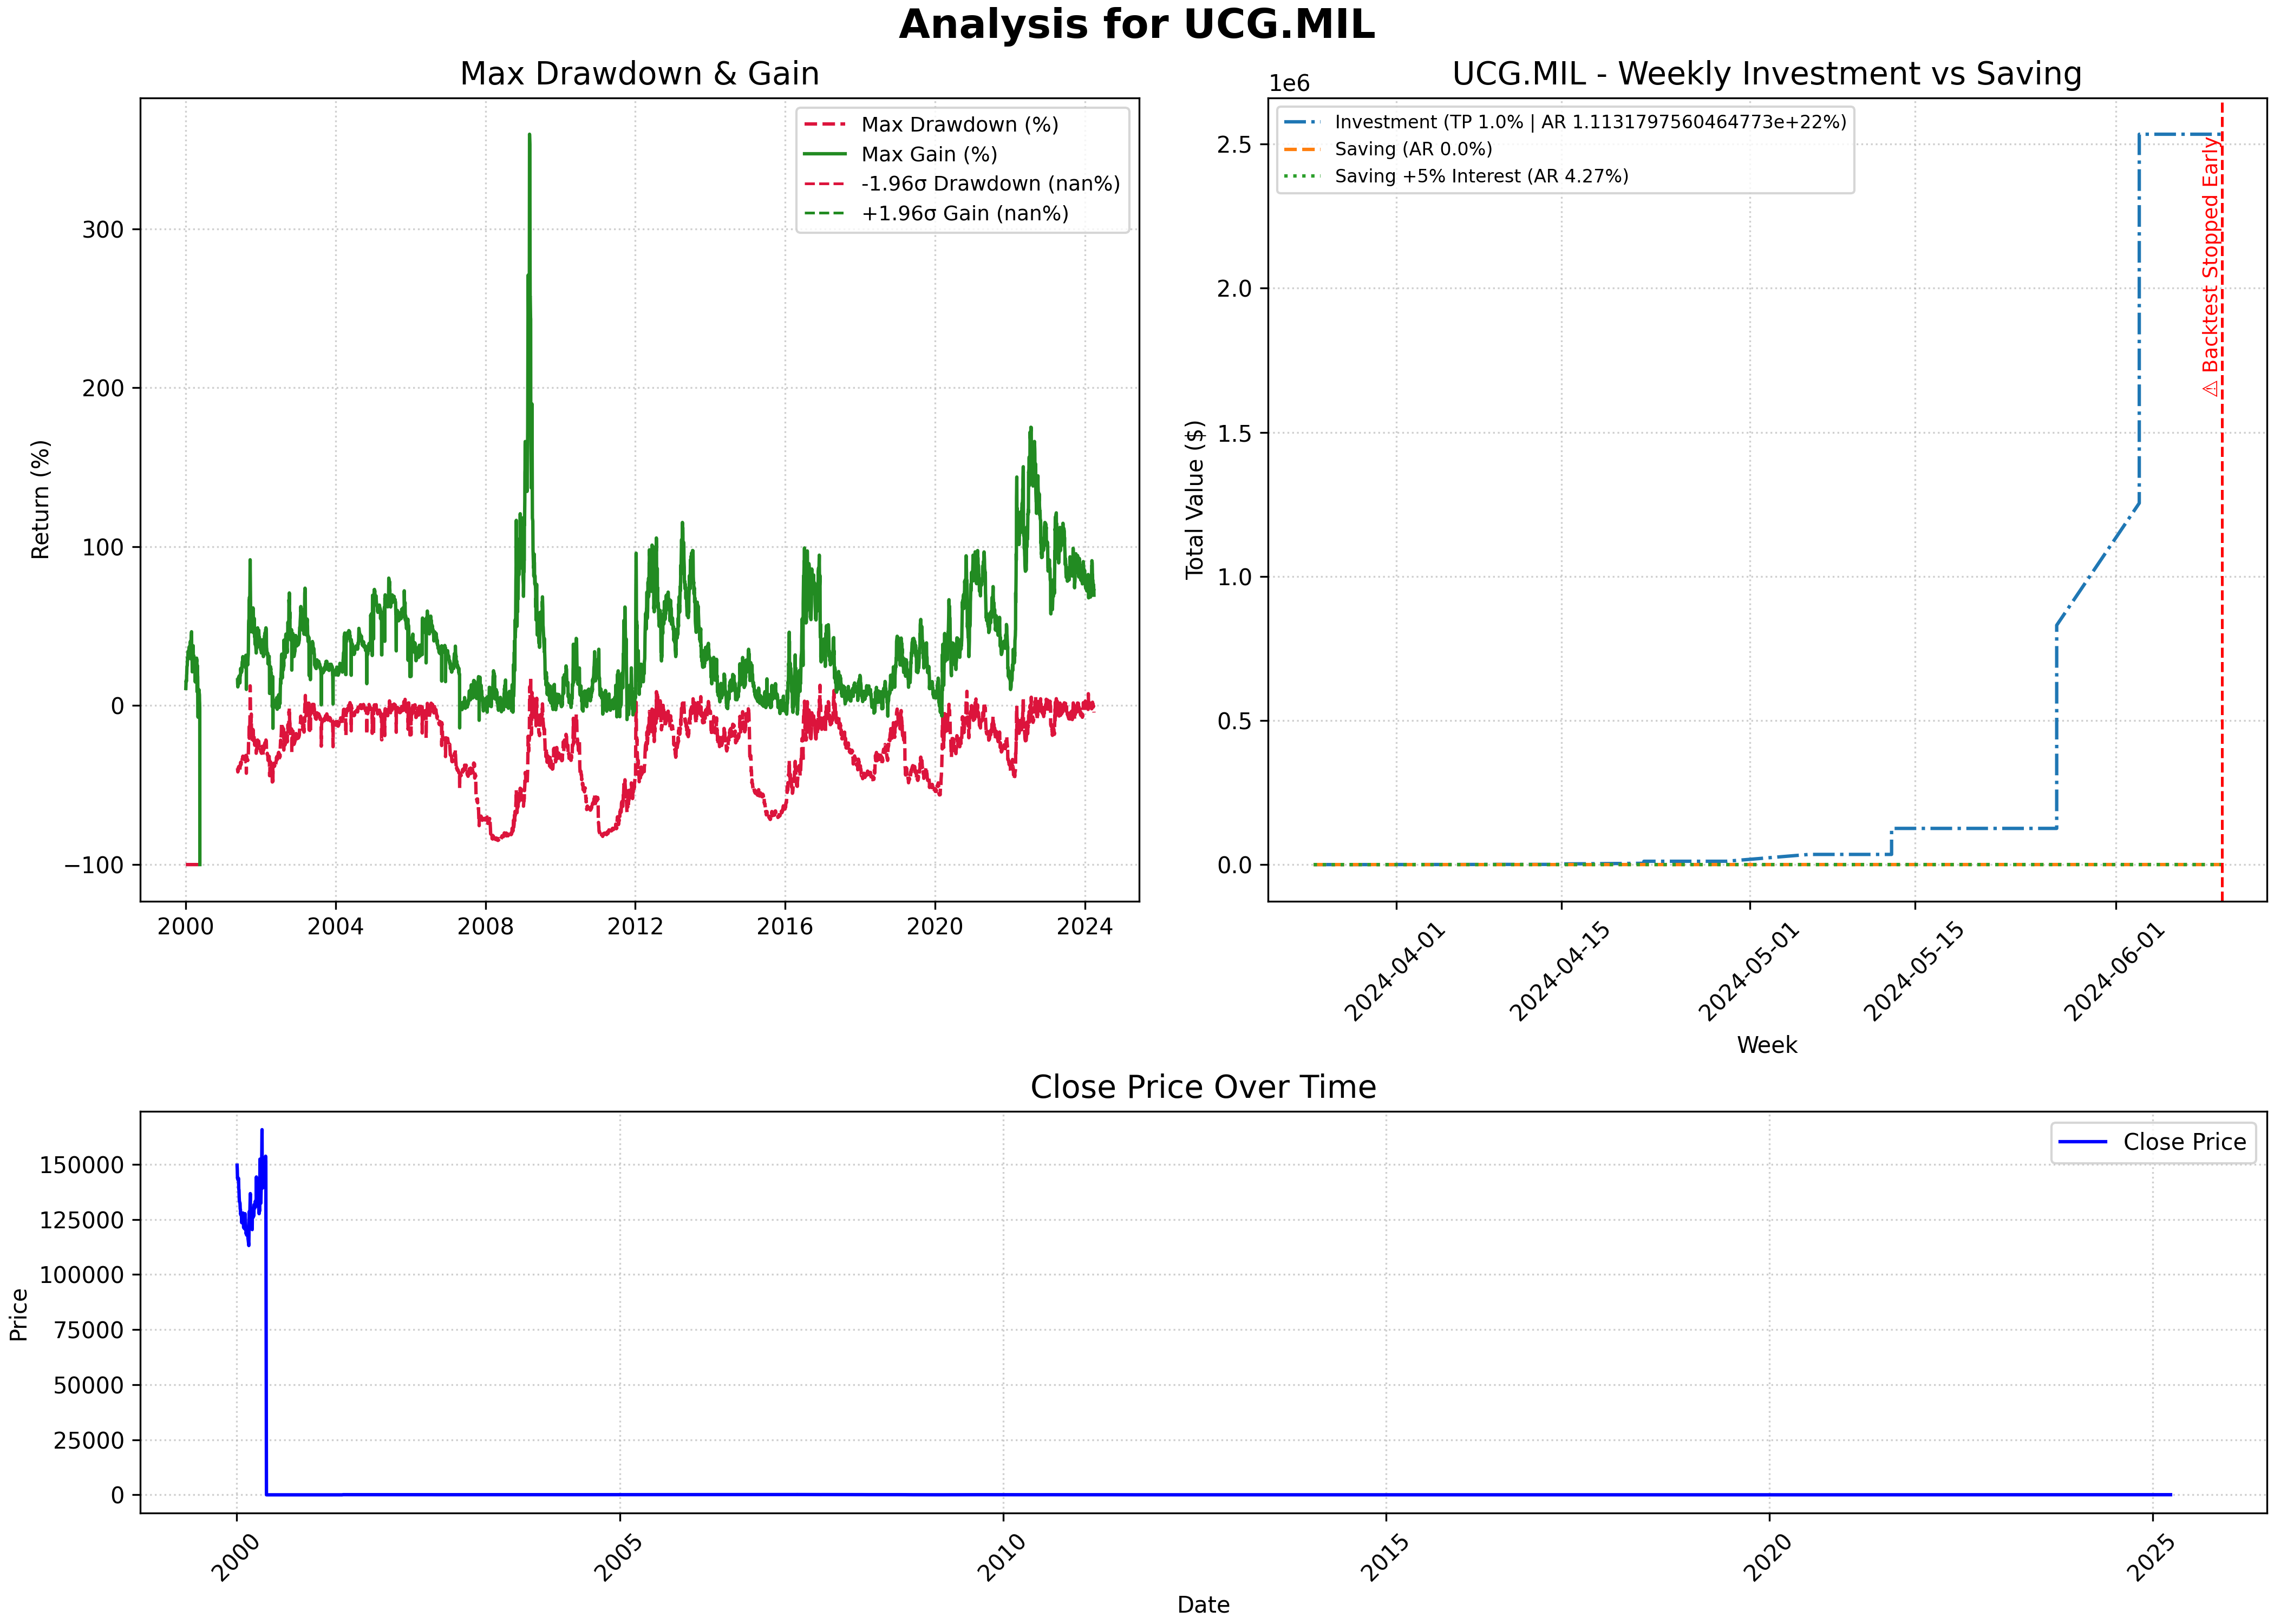 Analysis for UCG.MIL
Max Drawdown & Gain
Max Drawdown (%)
Max Gain (%)
-1.96σ Drawdown (nan%)
+1.96σ Gain (nan%)
Return (%)
300
200
100
0
−100
2000 2004 2008 2012 2016 2020 2024
UCG.MIL - Weekly Investment vs Saving
1e6
Investment (TP 1.0% | AR 1.1131797560464773e+22%)
Saving (AR 0.0%)
Saving +5% Interest (AR 4.27%)
⚠ Backtest Stopped Early
Total Value ($)
2.5
2.0
1.5
1.0
0.5
0.0
2024-04-01 2024-04-15 2024-05-01 2024-05-15 2024-06-01
Week
Close Price Over Time
Close Price
Price
150000
125000
100000
75000
50000
25000
0
2000 2005 2010 2015 2020 2025
Date